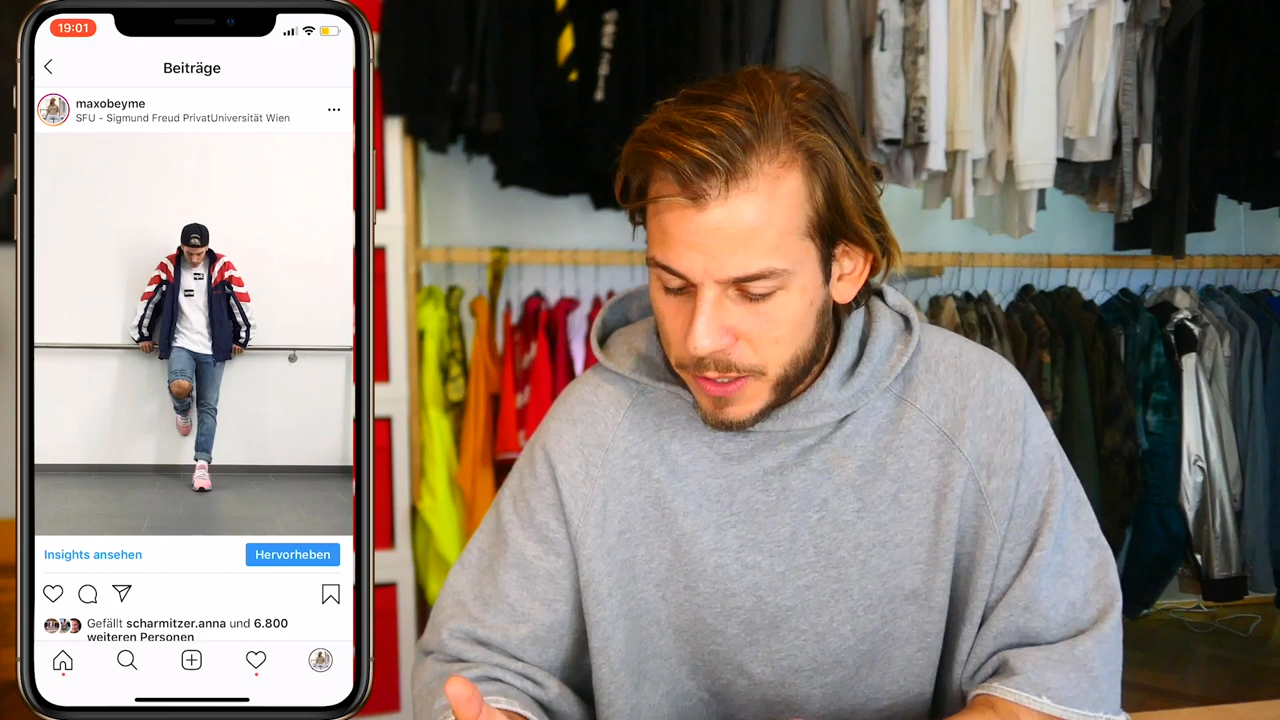 19:01
Beiträge
maxobeyme
SFU - Sigmund Freud PrivatUniversität Wien
Insights ansehen
Hervorheben
Gefällt scharmitzer.anna und 6.800
weiteren Personen